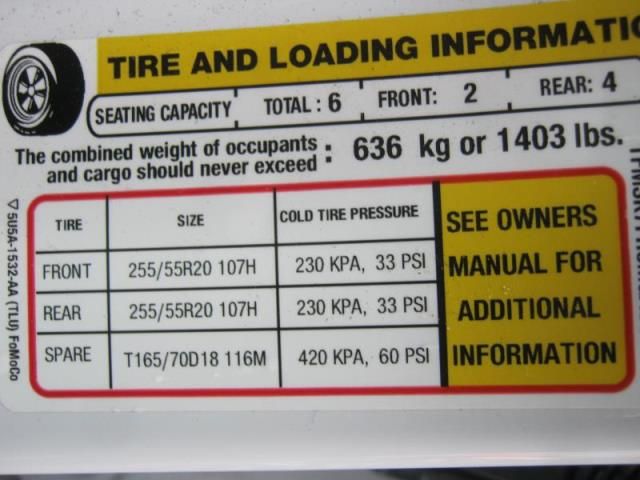 TIRE AND LOADING INFORMATIO
SEATING CAPACITY TOTAL : 6 FRONT: 2 REAR: 4
The combined weight of occupants
and cargo should never exceed : 636 kg or 1403 lbs.
TIRE SIZE COLD TIRE PRESSURE
FRONT 255/55R20 107H 230 KPA, 33 PSI
REAR 255/55R20 107H 230 KPA, 33 PSI
SPARE T165/70D18 116M 420 KPA, 60 PSI
SEE OWNERS
MANUAL FOR
ADDITIONAL
INFORMATION
▽ 5U5A-1532-AA (TLU) FoMoCo